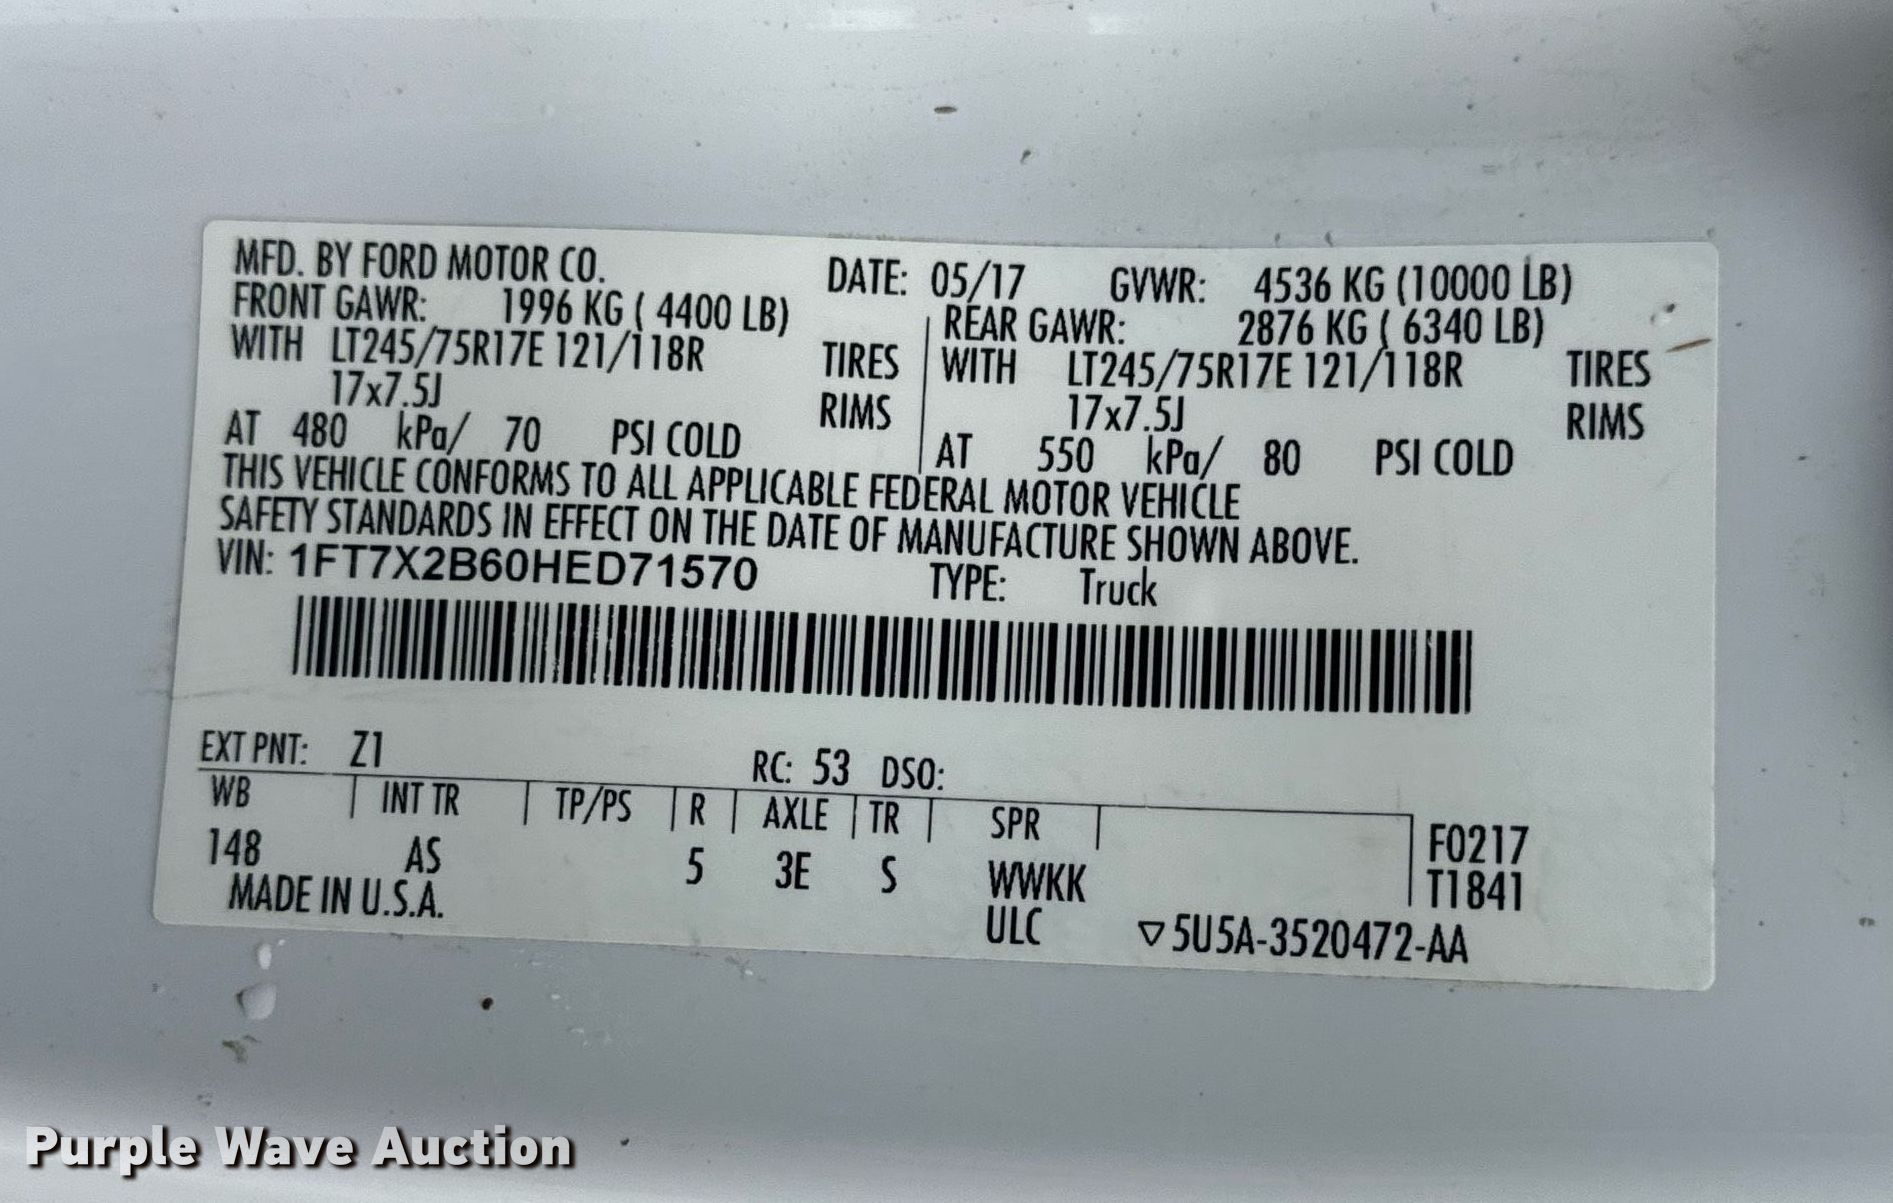 MFD. BY FORD MOTOR CO. DATE: 05/17 GVWR: 4536 KG (10000 LB)
FRONT GAWR: 1996 KG ( 4400 LB) REAR GAWR: 2876 KG ( 6340 LB)
WITH LT245/75R17E 121/118R TIRES WITH LT245/75R17E 121/118R TIRES
17x7.5J RIMS 17x7.5J RIMS
AT 480 kPa/ 70 PSI COLD AT 550 kPa/ 80 PSI COLD
THIS VEHICLE CONFORMS TO ALL APPLICABLE FEDERAL MOTOR VEHICLE
SAFETY STANDARDS IN EFFECT ON THE DATE OF MANUFACTURE SHOWN ABOVE.
VIN: 1FT7X2B60HED71570 TYPE: Truck
EXT PNT: Z1 RC: 53 DSO:
WB INT TR TP/PS R AXLE TR SPR F0217
148 AS 5 3E S WWKK T1841
MADE IN U.S.A. ULC ▽5U5A-3520472-AA
Purple Wave Auction